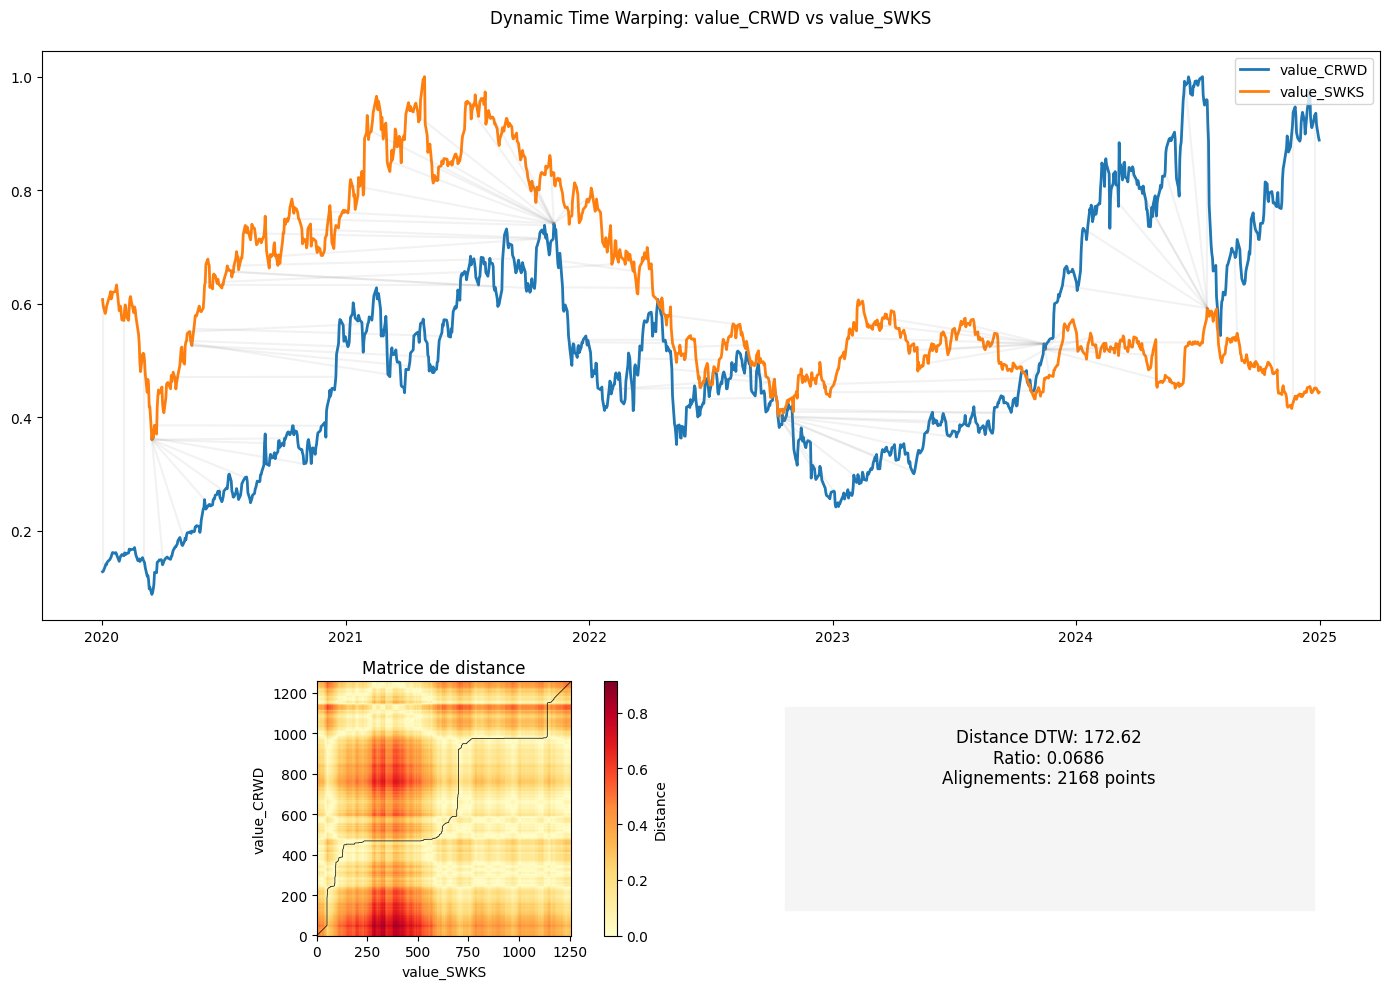 Dynamic Time Warping: value_CRWD vs value_SWKS
value_CRWD
value_SWKS
1.0
0.8
0.6
0.4
0.2
2020 2021 2022 2023 2024 2025
Matrice de distance
value_CRWD
1200
1000
800
600
400
200
0
0 250 500 750 1000 1250
value_SWKS
0.8
0.6
0.4
0.2
0.0
Distance
Distance DTW: 172.62
Ratio: 0.0686
Alignements: 2168 points